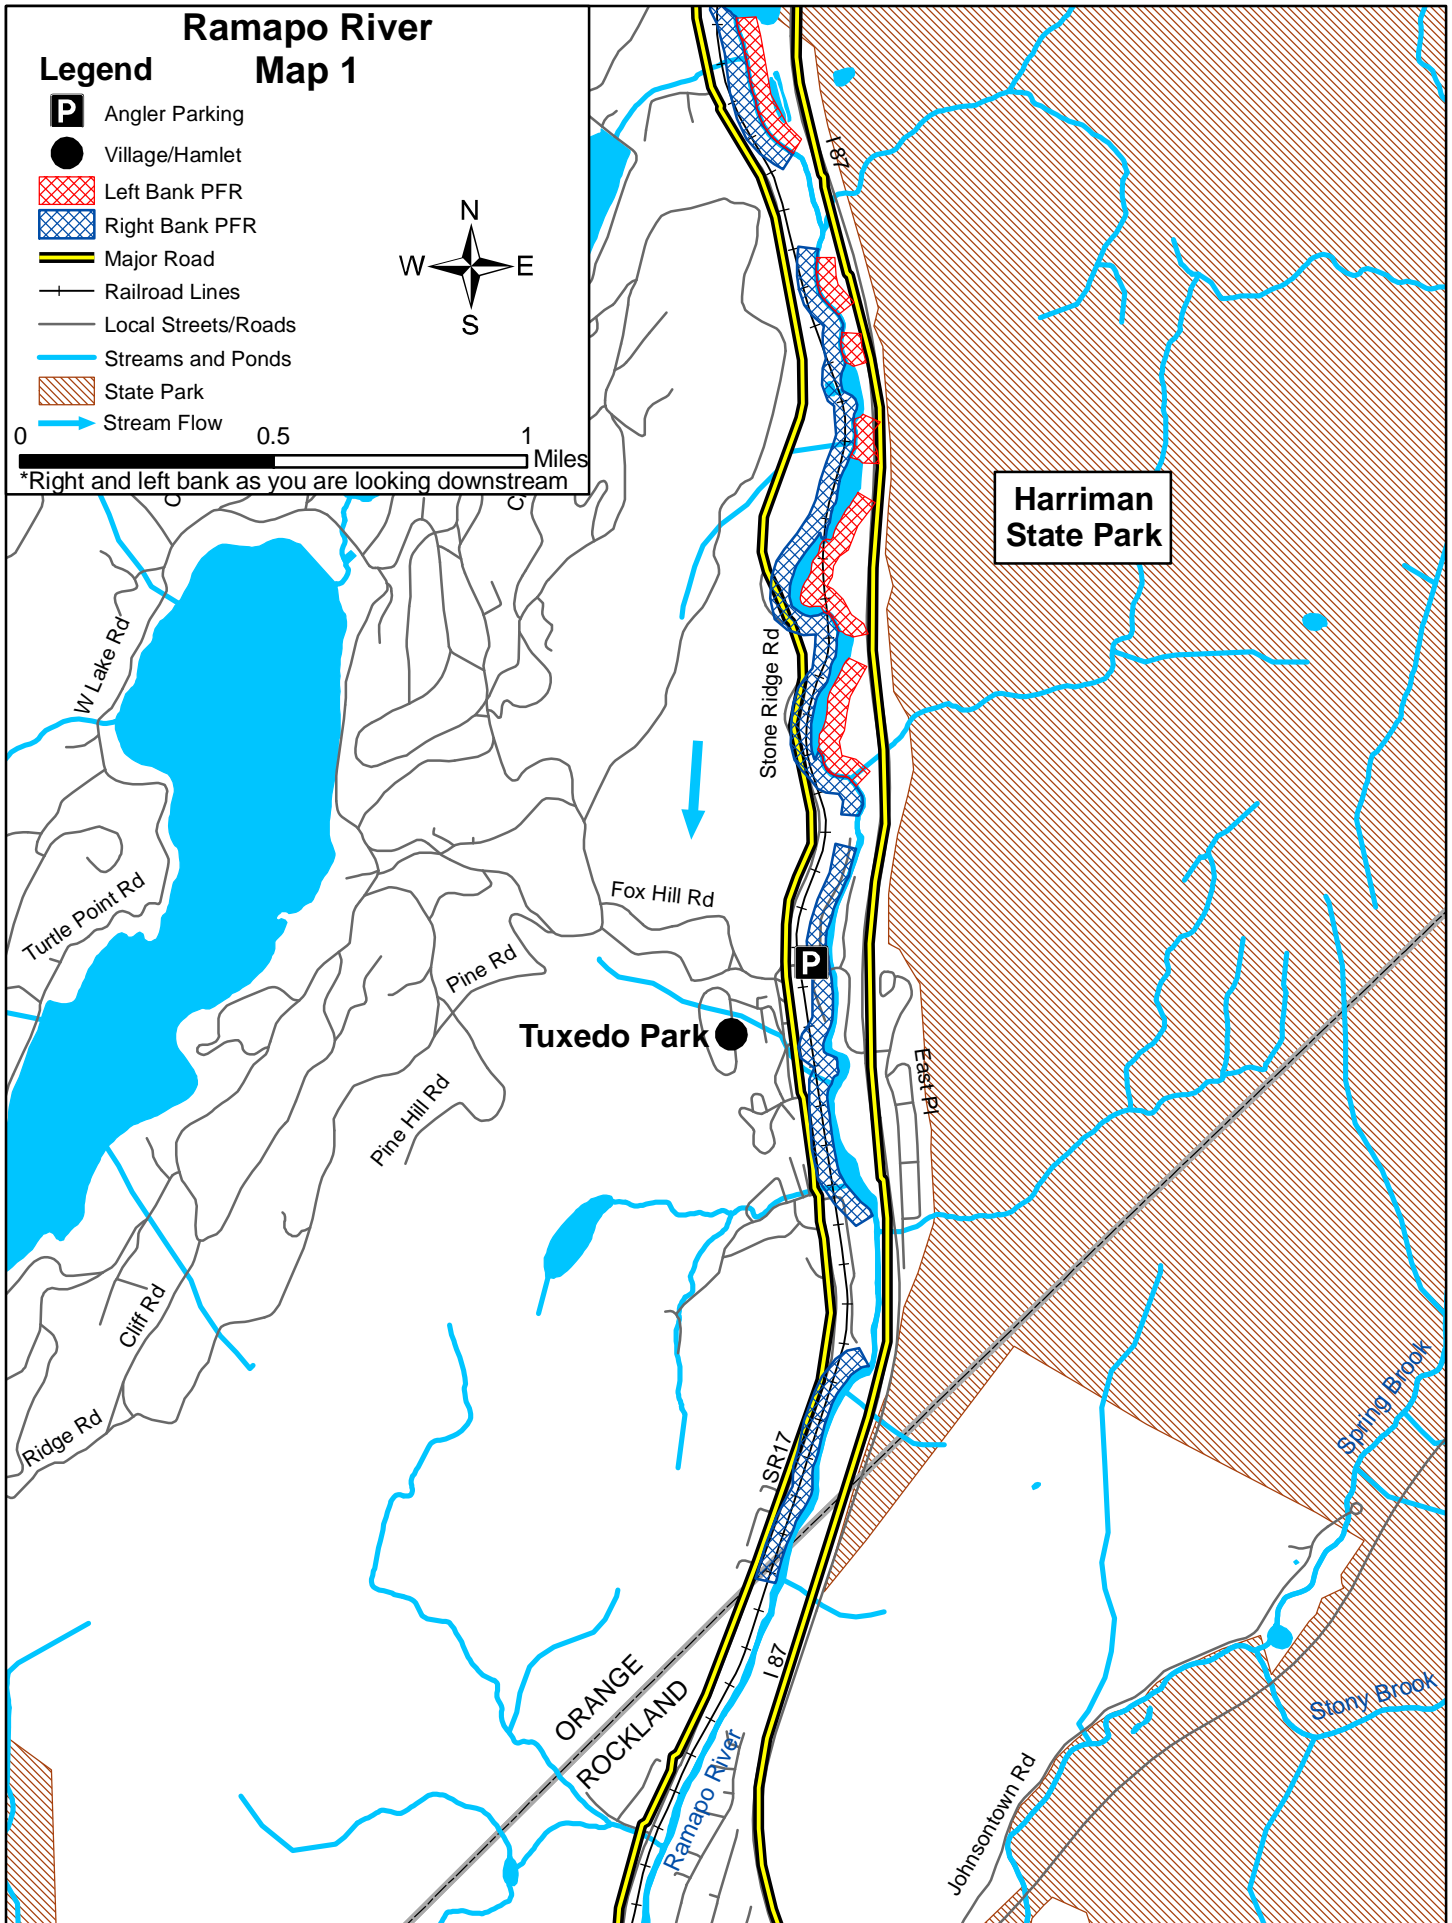 Ramapo River
Map 1
Legend
P
Angler Parking
Village/Hamlet
Left Bank PFR
Right Bank PFR
Major Road
Railroad Lines
Local Streets/Roads
Streams and Ponds
State Park
Stream Flow
N
W E
S
0 0.5 1
Miles
*Right and left bank as you are looking downstream
I 87
Harriman
State Park
W Lake Rd
Stone Ridge Rd
Turtle Point Rd
Fox Hill Rd
Pine Rd
P
Tuxedo Park
East Pl
Pine Hill Rd
Cliff Rd
Ridge Rd
SR17
Spring Brook
ORANGE
ROCKLAND
I 87
Stony Brook
Ramapo River
Johnsontown Rd